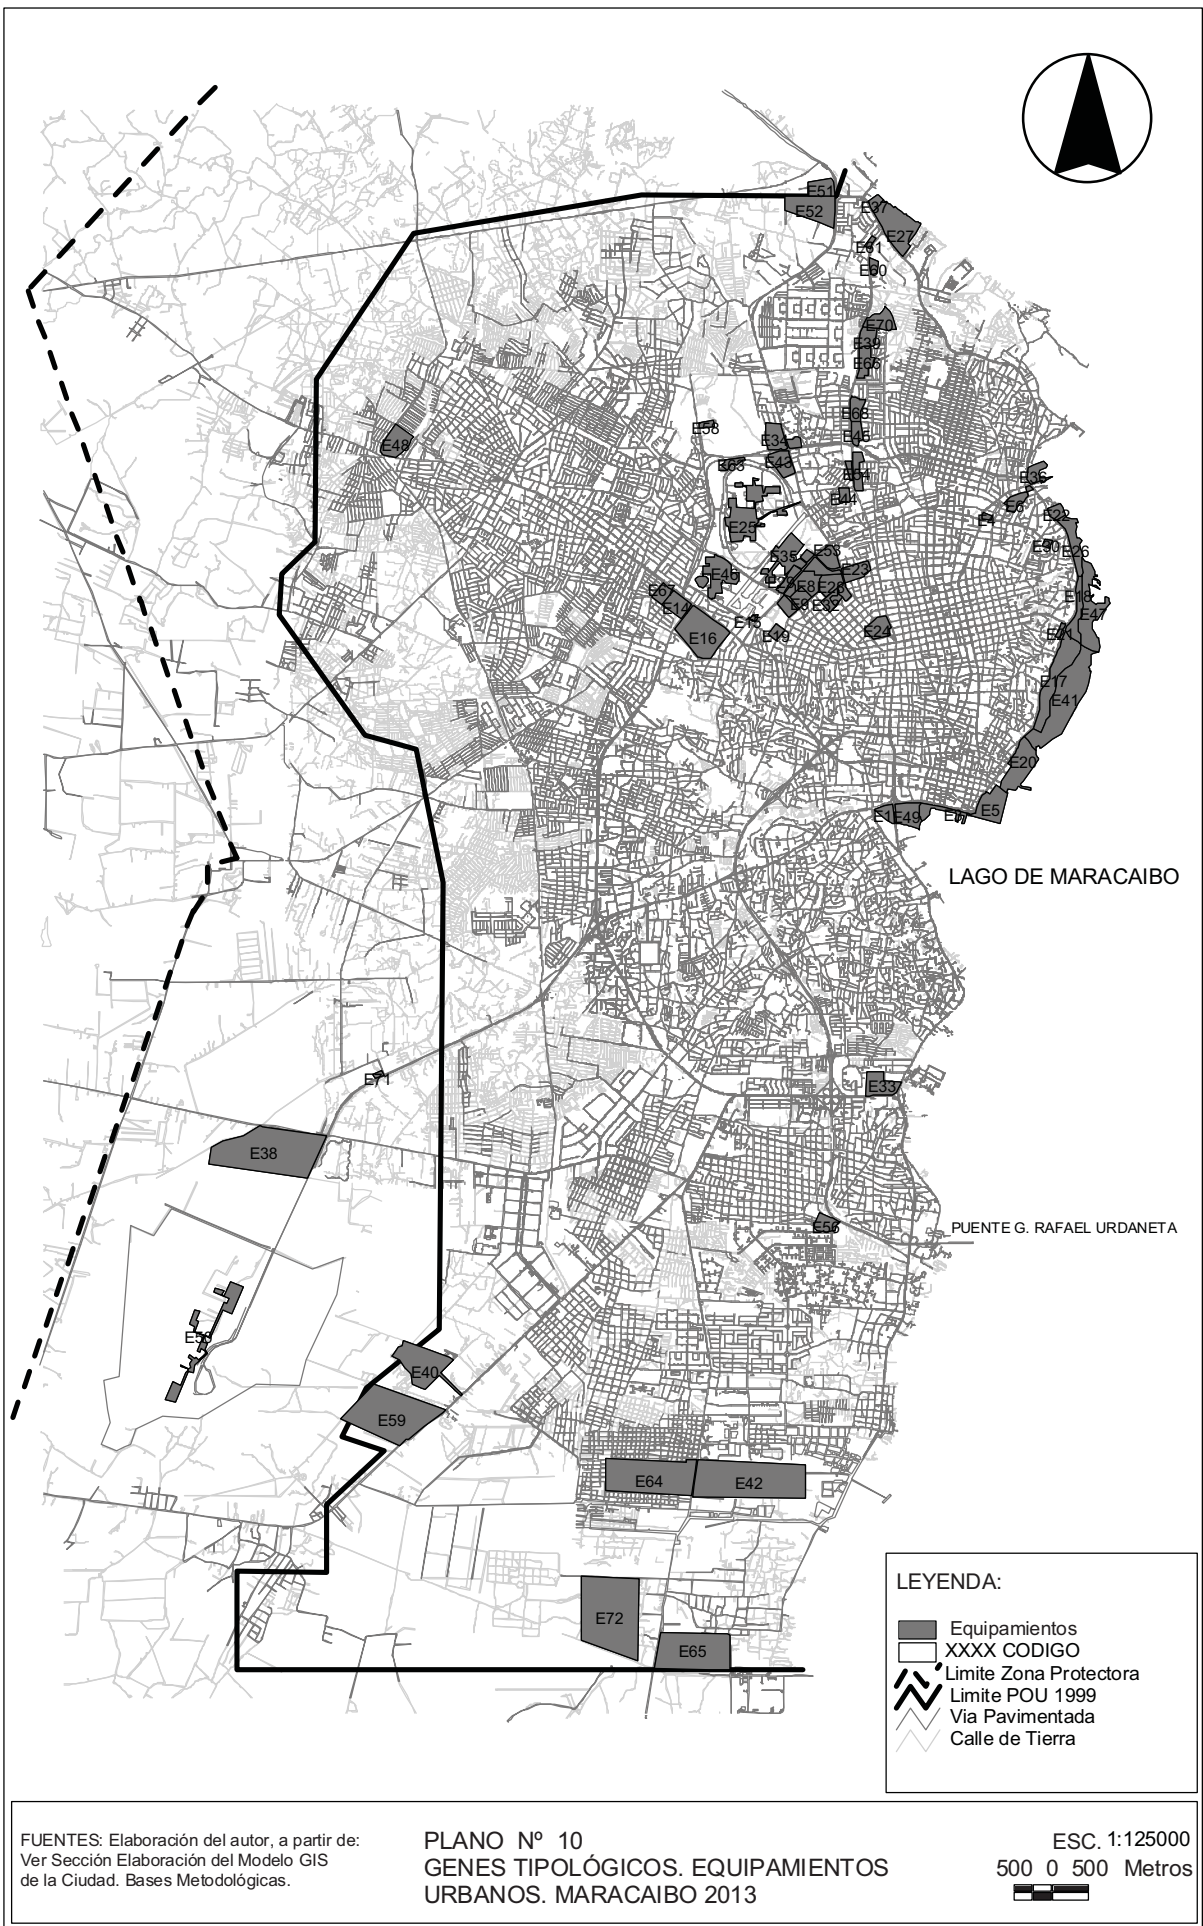 E51
E52
E37
E27
E61
E60
E70
E39
E66
E68
E45
E58
E34
E48
E43
E63
E54
E36
E44
E6
E4
E22
E25
E30
E26
E53
E35
E23
E46
E29
E8
E28
E18
E67
E14
E9
E32
E47
E15
E16
E19
E24
E21
E17
E41
E20
E1
E49
E5
LAGO DE MARACAIBO
E71
E33
E38
E56
PUENTE G. RAFAEL URDANETA
E40
E59
E64
E42
E72
E65
LEYENDA:
Equipamientos
XXXX CODIGO
Limite Zona Protectora
Limite POU 1999
Via Pavimentada
Calle de Tierra
FUENTES: Elaboración del autor, a partir de:
Ver Sección Elaboración del Modelo GIS
de la Ciudad. Bases Metodológicas.
PLANO Nº 10
GENES TIPOLÓGICOS. EQUIPAMIENTOS
URBANOS. MARACAIBO 2013
ESC. 1:125000
500 0 500 Metros